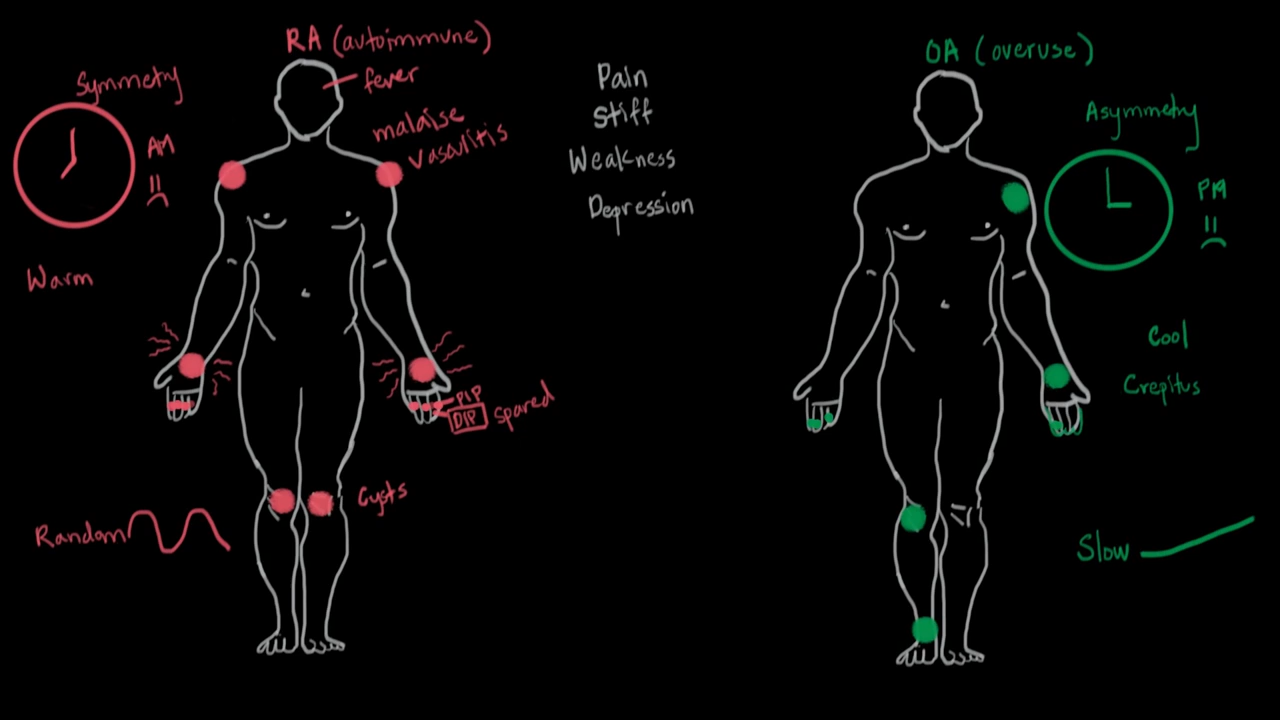 RA (autoimmune)
fever
Symmetry
malaise
vasculitis
AM
Warm
PIP
DIP spared
Cysts
Random
Pain
Stiff
Weakness
Depression
OA (overuse)
Asymmetry
PM
Cool
Crepitus
Slow